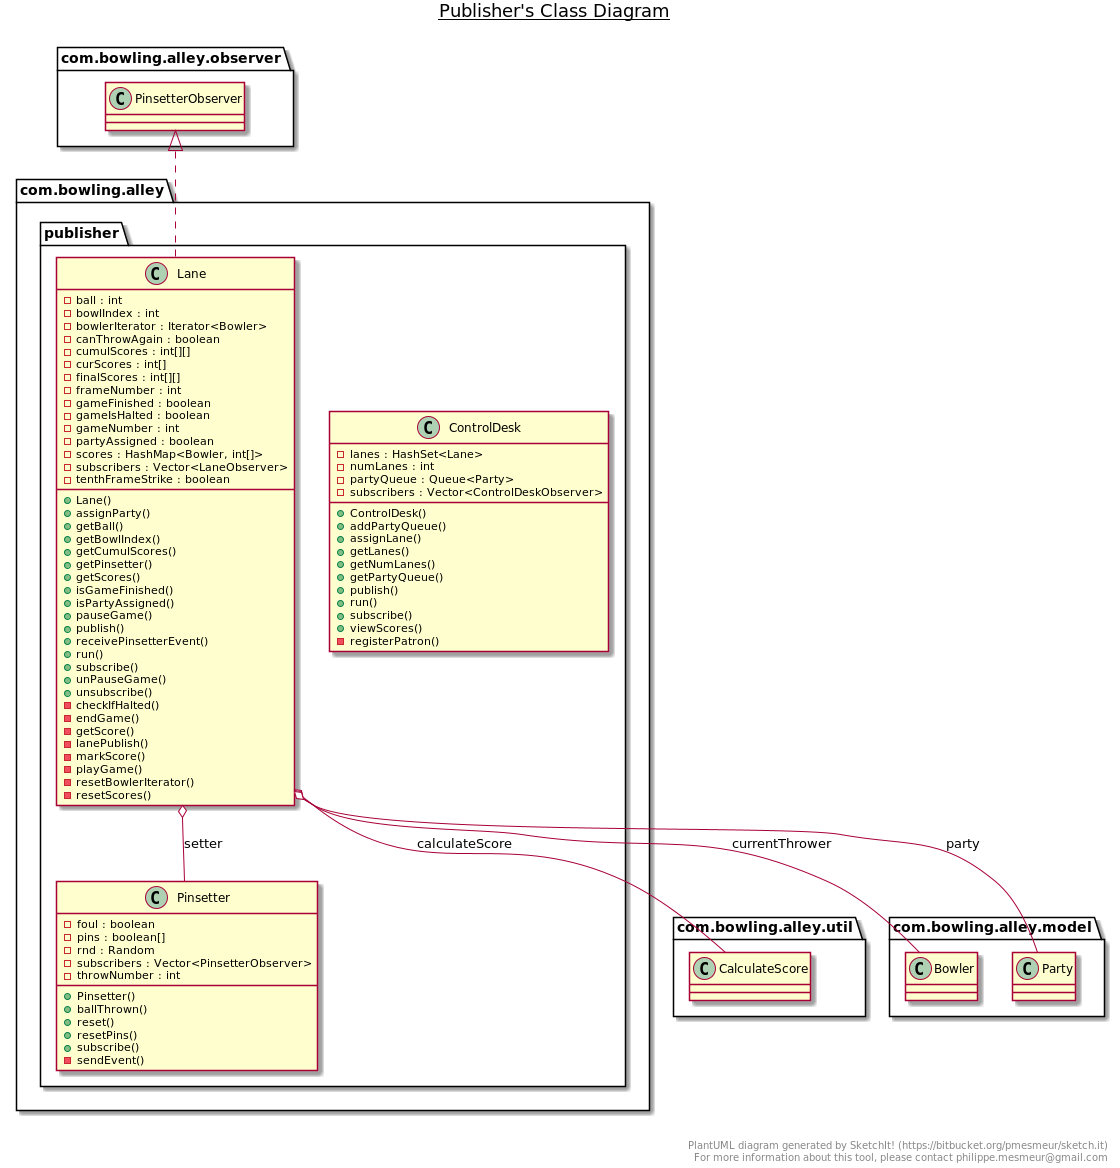 Publisher's Class Diagram
com.bowling.alley.observer
C PinsetterObserver
com.bowling.alley
publisher
C Lane
ball : int
bowlIndex : int
bowlerIterator : Iterator<Bowler>
canThrowAgain : boolean
cumulScores : int[][]
curScores : int[]
finalScores : int[][]
frameNumber : int
gameFinished : boolean
gameIsHalted : boolean
gameNumber : int
partyAssigned : boolean
scores : HashMap<Bowler, int[]>
subscribers : Vector<LaneObserver>
tenthFrameStrike : boolean
Lane()
assignParty()
getBall()
getBowlIndex()
getCumulScores()
getPinsetter()
getScores()
isGameFinished()
isPartyAssigned()
pauseGame()
publish()
receivePinsetterEvent()
run()
subscribe()
unPauseGame()
unsubscribe()
checkIfHalted()
endGame()
getScore()
lanePublish()
markScore()
playGame()
resetBowlerIterator()
resetScores()
C ControlDesk
lanes : HashSet<Lane>
numLanes : int
partyQueue : Queue<Party>
subscribers : Vector<ControlDeskObserver>
ControlDesk()
addPartyQueue()
assignLane()
getLanes()
getNumLanes()
getPartyQueue()
publish()
run()
subscribe()
viewScores()
registerPatron()
setter
calculateScore
currentThrower
party
C Pinsetter
foul : boolean
pins : boolean[]
rnd : Random
subscribers : Vector<PinsetterObserver>
throwNumber : int
Pinsetter()
ballThrown()
reset()
resetPins()
subscribe()
sendEvent()
com.bowling.alley.util
C CalculateScore
com.bowling.alley.model
C Bowler
C Party
PlantUML diagram generated by SketchIt! (https://bitbucket.org/pmesmeur/sketch.it)
For more information about this tool, please contact philippe.mesmeur@gmail.com